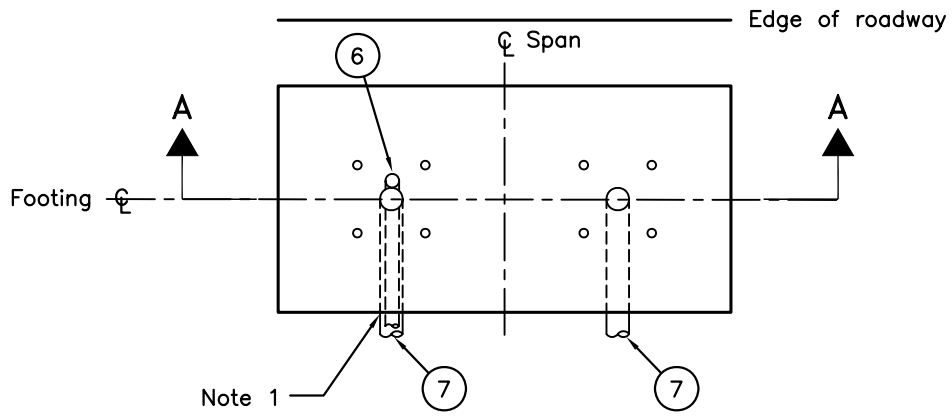 Edge of roadway
℄ Span
6
A
A
Footing ℄
Note 1
7
7